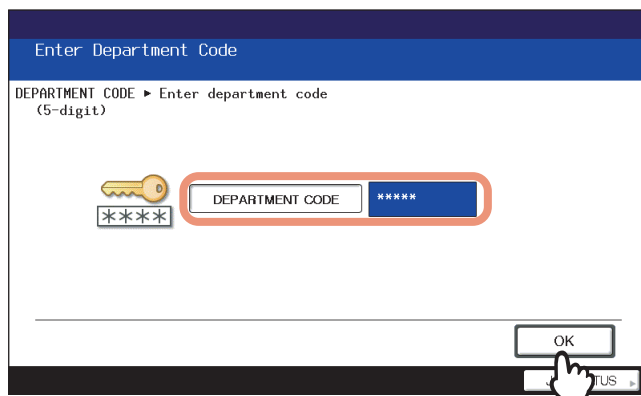 Enter Department Code
DEPARTMENT CODE ► Enter department code
(5-digit)
****
DEPARTMENT CODE
*****
OK